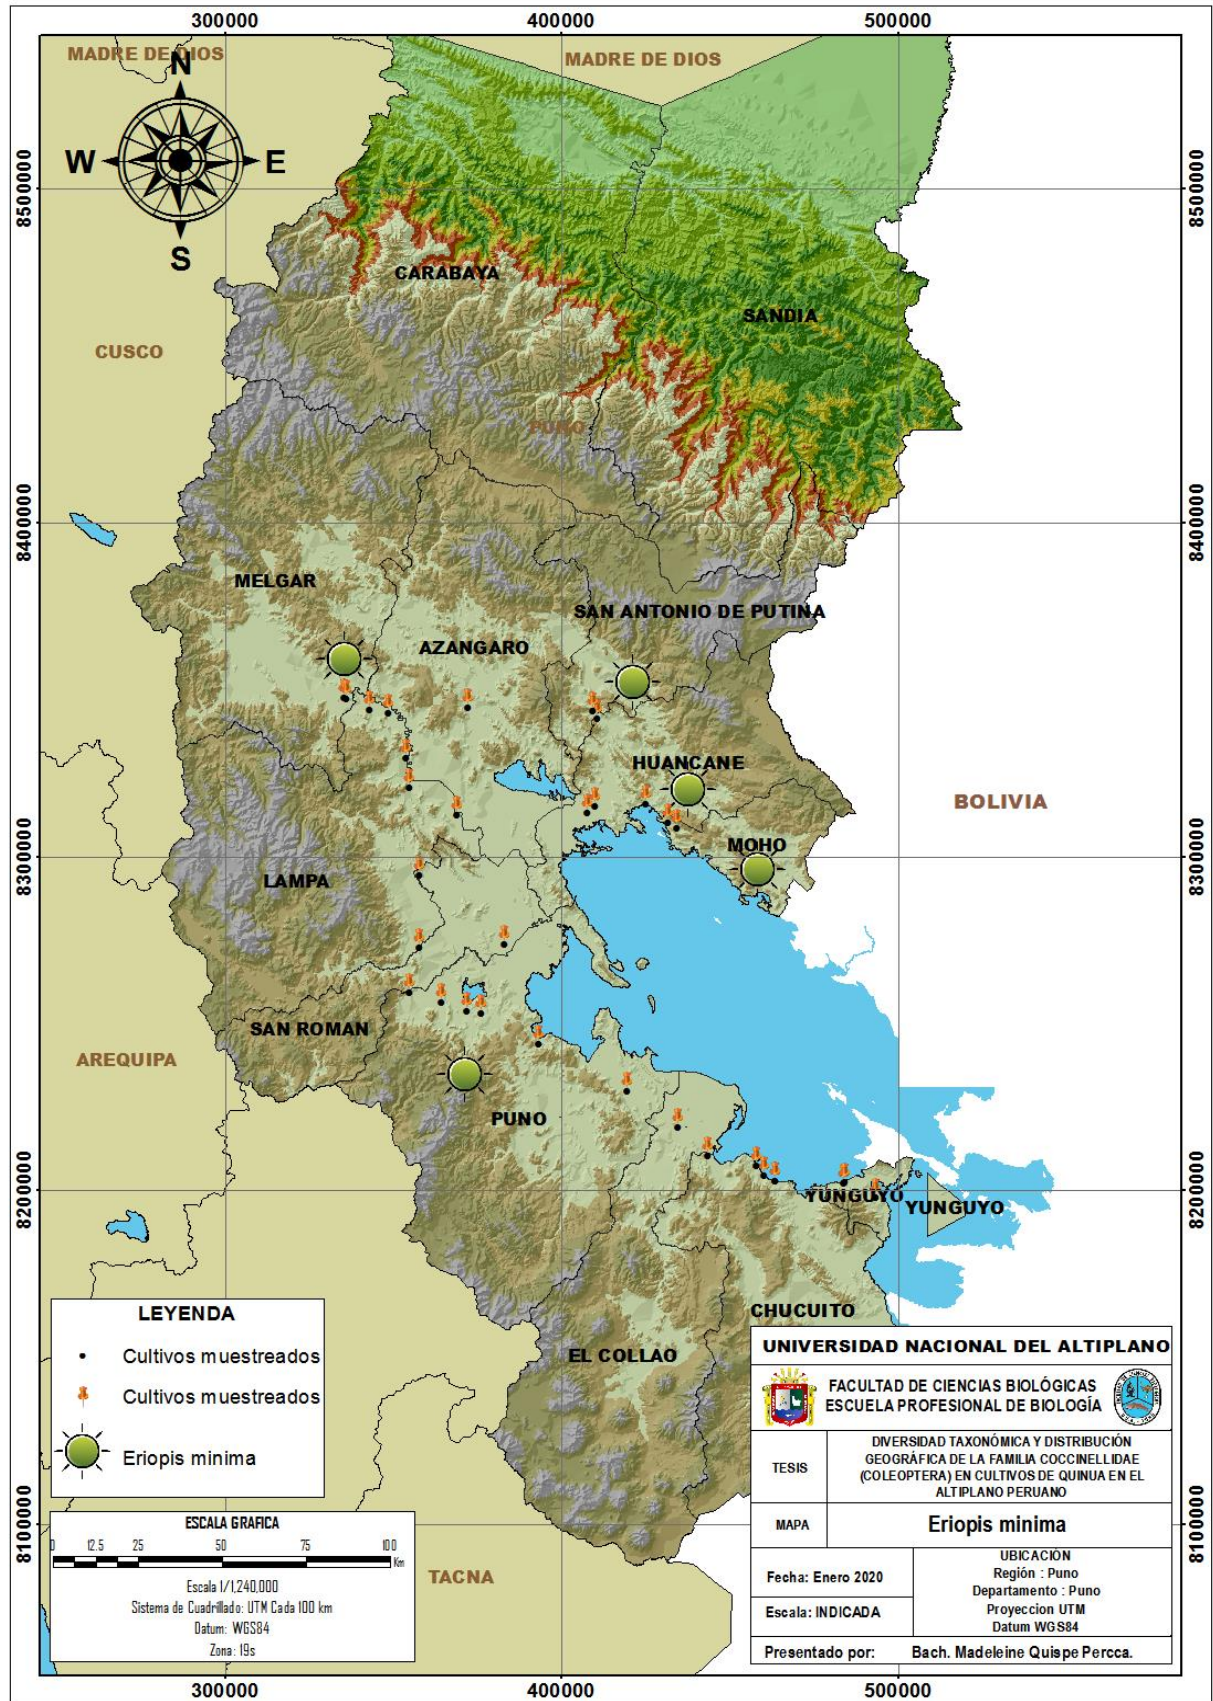 300000
400000
500000
MADRE DE DIOS
MADRE DE DIOS
N
W
E
S
8500000
8500000
CARABAYA
SANDIA
CUSCO
PUNO
8400000
8400000
MELGAR
SAN ANTONIO DE PUTINA
AZANGARO
HUANCANE
BOLIVIA
MOHO
8300000
8300000
LAMPA
SAN ROMAN
AREQUIPA
PUNO
8200000
8200000
YUNGUYO
YUNGUYO
CHUCUITO
EL COLLAO
LEYENDA
Cultivos muestreados
Cultivos muestreados
Eriopis minima
ESCALA GRAFICA
0 12.5 25 50 75 100
Km
Escala 1/1,240,000
Sistema de Cuadrillado: UTM Cada 100 km
Datum: WGS84
Zona: 19s
TACNA
8100000
8100000
UNIVERSIDAD NACIONAL DEL ALTIPLANO
FACULTAD DE CIENCIAS BIOLÓGICAS
ESCUELA PROFESIONAL DE BIOLOGÍA
TESIS
DIVERSIDAD TAXONÓMICA Y DISTRIBUCIÓN
GEOGRÁFICA DE LA FAMILIA COCCINELLIDAE
(COLEOPTERA) EN CULTIVOS DE QUINUA EN EL
ALTIPLANO PERUANO
MAPA
Eriopis minima
Fecha: Enero 2020
Escala: INDICADA
UBICACIÓN
Región : Puno
Departamento : Puno
Proyeccion UTM
Datum WGS84
Presentado por: Bach. Madeleine Quispe Percca.
300000
400000
500000